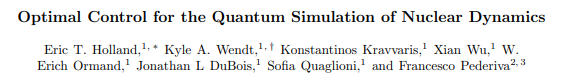 Optimal Control for the Quantum Simulation of Nuclear Dynamics
Eric T. Holland,1, * Kyle A. Wendt,1, † Konstantinos Kravvaris,1 Xian Wu,1 W.
Erich Ormand,1 Jonathan L DuBois,1 Sofia Quaglioni,1 and Francesco Pederiva2, 3